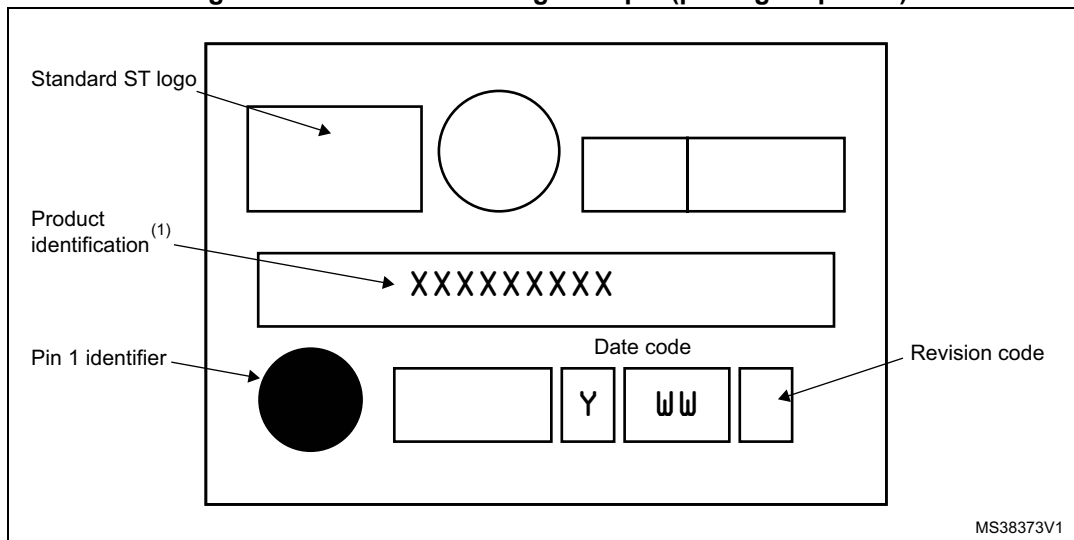 Standard ST logo
Product
identification(1)
XXXXXXXXX
Date code
Pin 1 identifier
Revision code
Y WW
MS38373V1